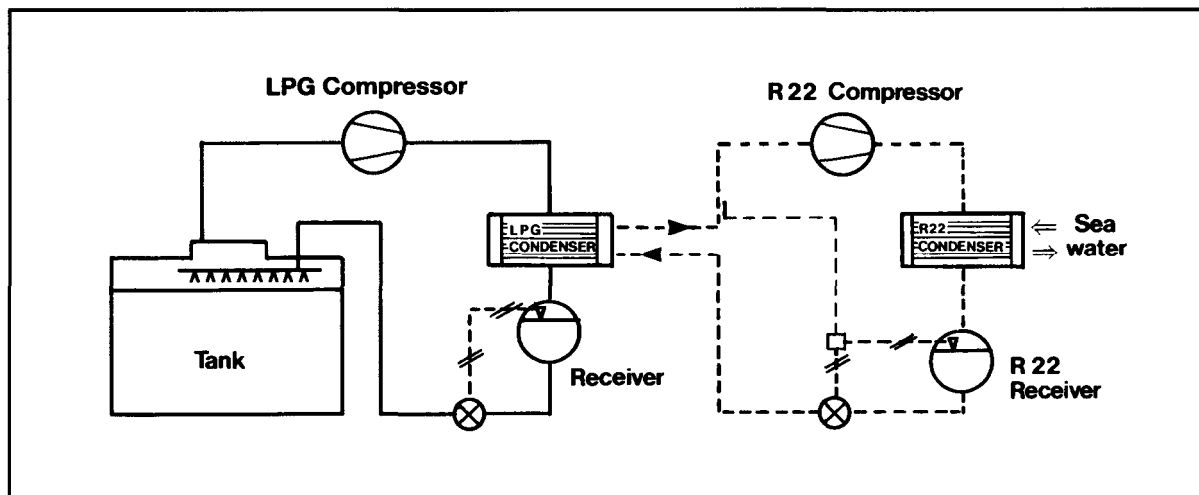 LPG Compressor
R 22 Compressor
LPG
CONDENSER
R22
CONDENSER
Sea
water
Tank
Receiver
R 22
Receiver